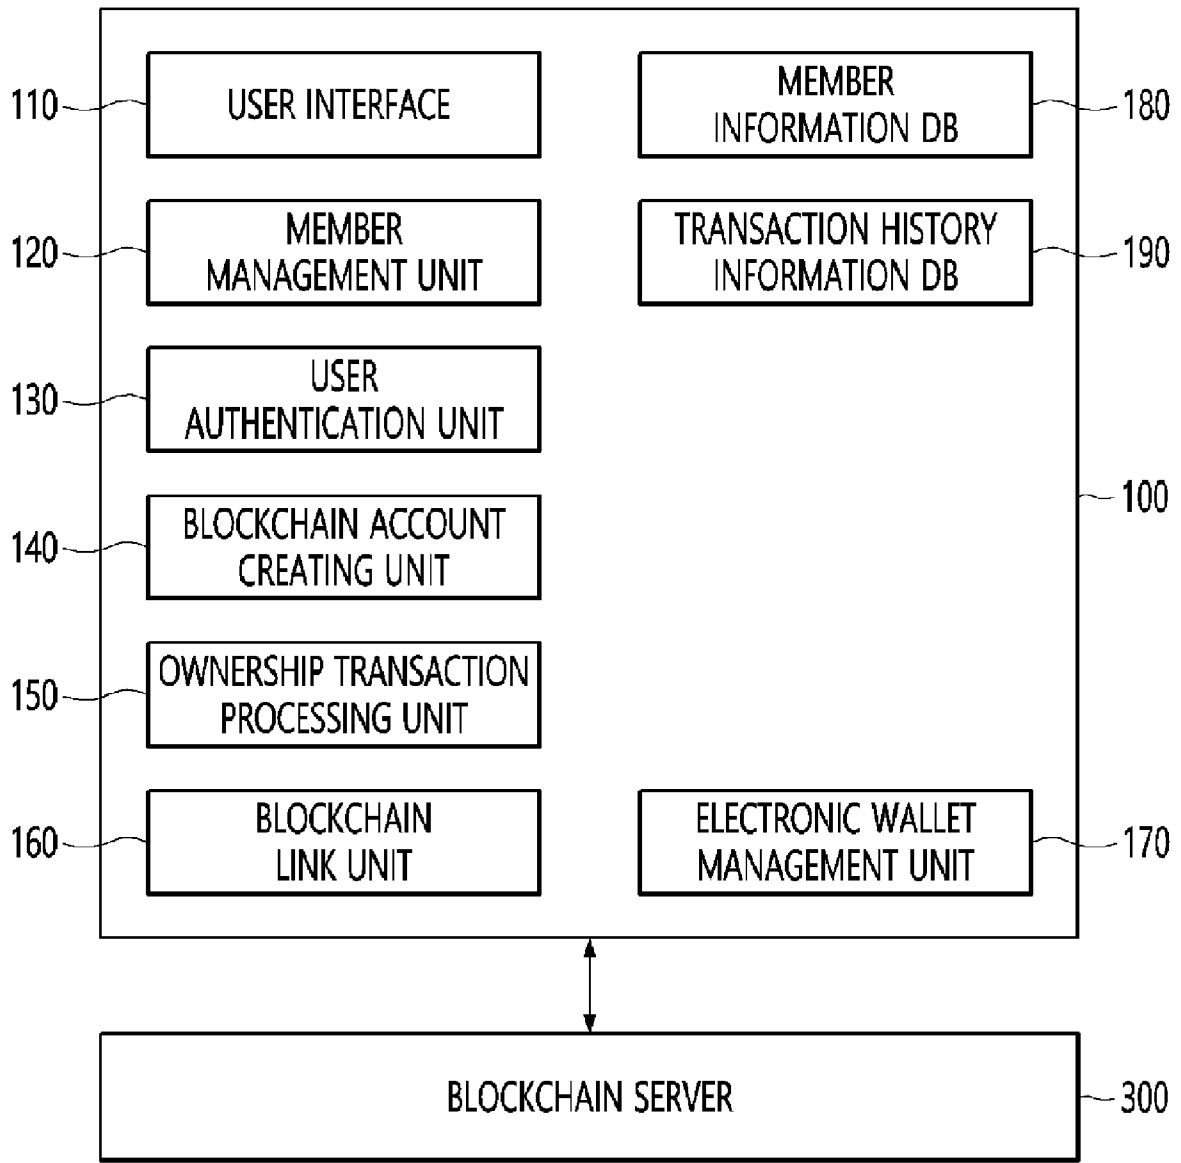 110
USER INTERFACE
MEMBER
INFORMATION DB
180
120
MEMBER
MANAGEMENT UNIT
TRANSACTION HISTORY
INFORMATION DB
190
130
USER
AUTHENTICATION UNIT
100
140
BLOCKCHAIN ACCOUNT
CREATING UNIT
150
OWNERSHIP TRANSACTION
PROCESSING UNIT
160
BLOCKCHAIN
LINK UNIT
ELECTRONIC WALLET
MANAGEMENT UNIT
170
BLOCKCHAIN SERVER
300